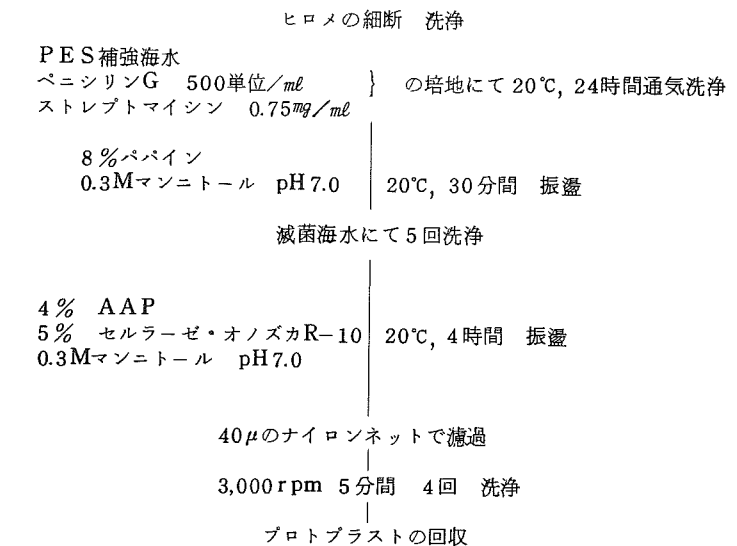 ヒロメの細断 洗浄
PES補強海水
ペニシリンG 500単位/㎖ } の培地にて20℃, 24時間通気洗浄
ストレプトマイシン 0.75㎎/㎖
8%パパイン
0.3Mマンニトール pH7.0 20℃, 30分間 振盪
滅菌海水にて5回洗浄
4% AAP
5% セルラーゼ・オノズカR-10 20℃, 4時間 振盪
0.3Mマンニトール pH7.0
40μのナイロンネットで濾過
3,000rpm 5分間 4回 洗浄
プロトプラストの回収